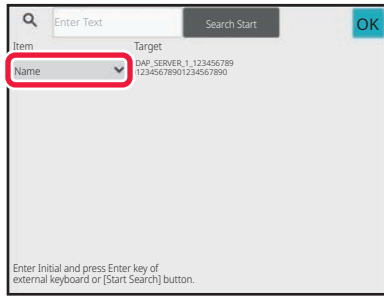 Enter Text
Search Start
OK
Item
Target
Name
DAP_SERVER_1_123456789
12345678901234567890
Enter Initial and press Enter key of
external keyboard or [Start Search] button.